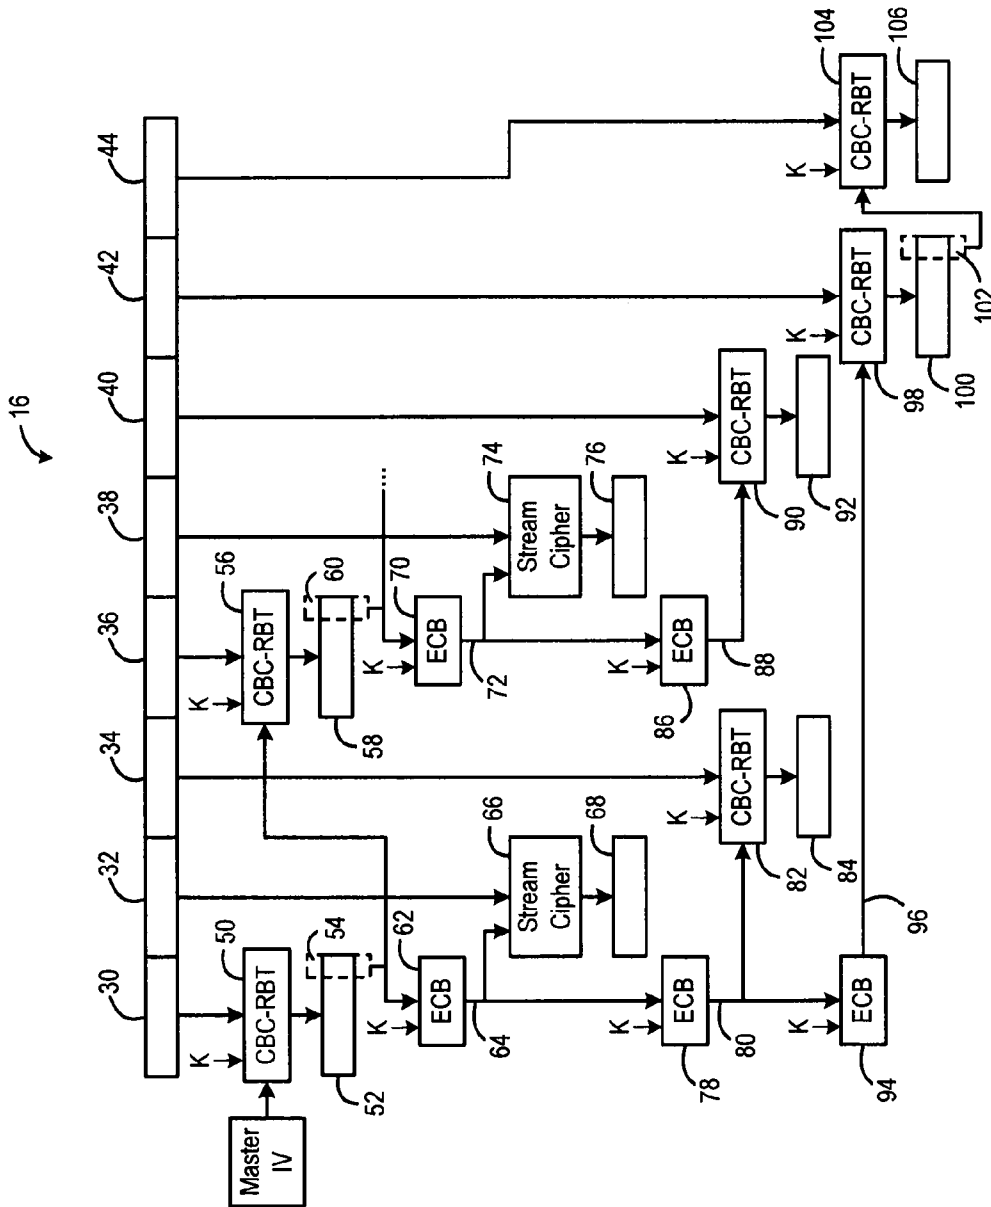 16
30 32 34 36 38 40 42 44
Master IV
K
CBC-RBT
50
52
54
K
CBC-RBT
56
58
60
...
K
ECB
62
64
Stream Cipher
66
68
K
ECB
70
72
Stream Cipher
74
76
K
ECB
78
80
K
CBC-RBT
82
84
K
ECB
86
88
K
CBC-RBT
90
92
K
ECB
94
96
K
CBC-RBT
98
100
102
K
CBC-RBT
104
106